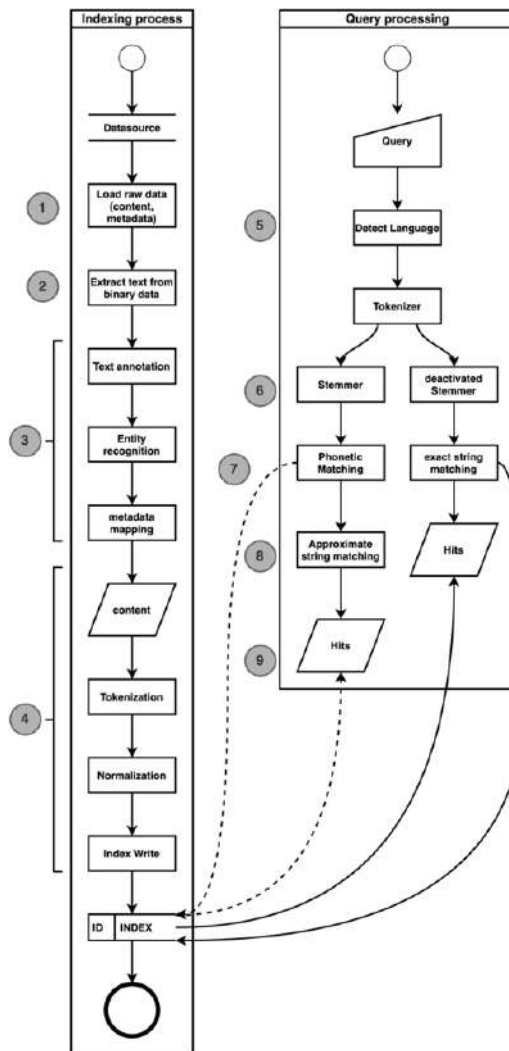 Indexing process
Datasource
1
Load raw data
(content,
metadata)
2
Extract text from
binary data
3
Text annotation
Entity
recognition
metadata
mapping
4
content
Tokenization
Normalization
Index Write
ID
INDEX
Query processing
Query
5
Detect Language
Tokenizer
6
Stemmer
deactivated
Stemmer
7
Phonetic
Matching
exact string
matching
8
Approximate
string matching
Hits
9
Hits